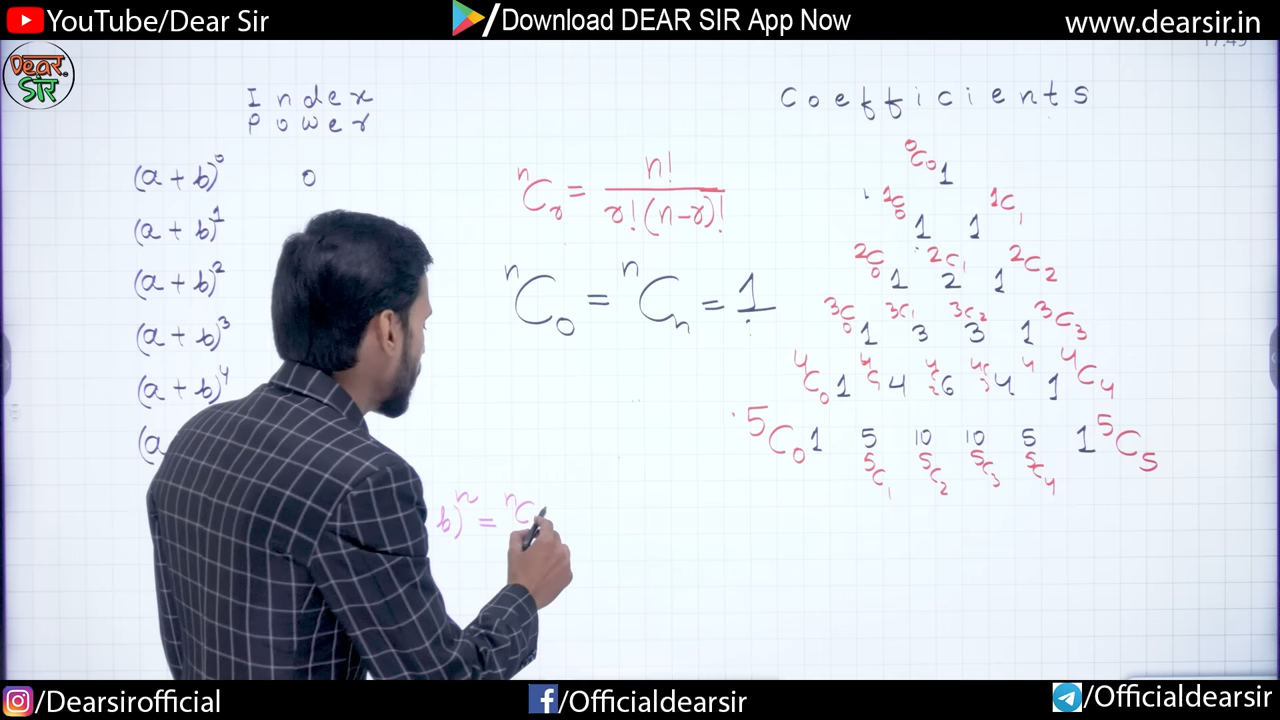 YouTube/Dear Sir
Download DEAR SIR App Now
www.dearsir.in
Dear Sir
Index
Power
Coefficients
(a + b)⁰ 0
(a + b)¹
(a + b)²
(a + b)³
(a + b)⁴
(a
ⁿCᵣ = n! / r!(n-r)!
ⁿC₀ = ⁿCₙ = 1
⁰C₀ 1
¹C₀ ¹C₁
1 1
²C₀ ²C₁ ²C₂
1 2 1
³C₀ ³C₁ ³C₂ ³C₃
1 3 3 1
⁴C₀ 1 4 6 4 1 ⁴C₄
⁵C₀ 1 5 10 10 5 1 ⁵C₅
⁵C₁ ⁵C₂ ⁵C₃ ⁵C₄
b)ⁿ = ⁿC
/Dearsirofficial
/Officialdearsir
/Officialdearsir